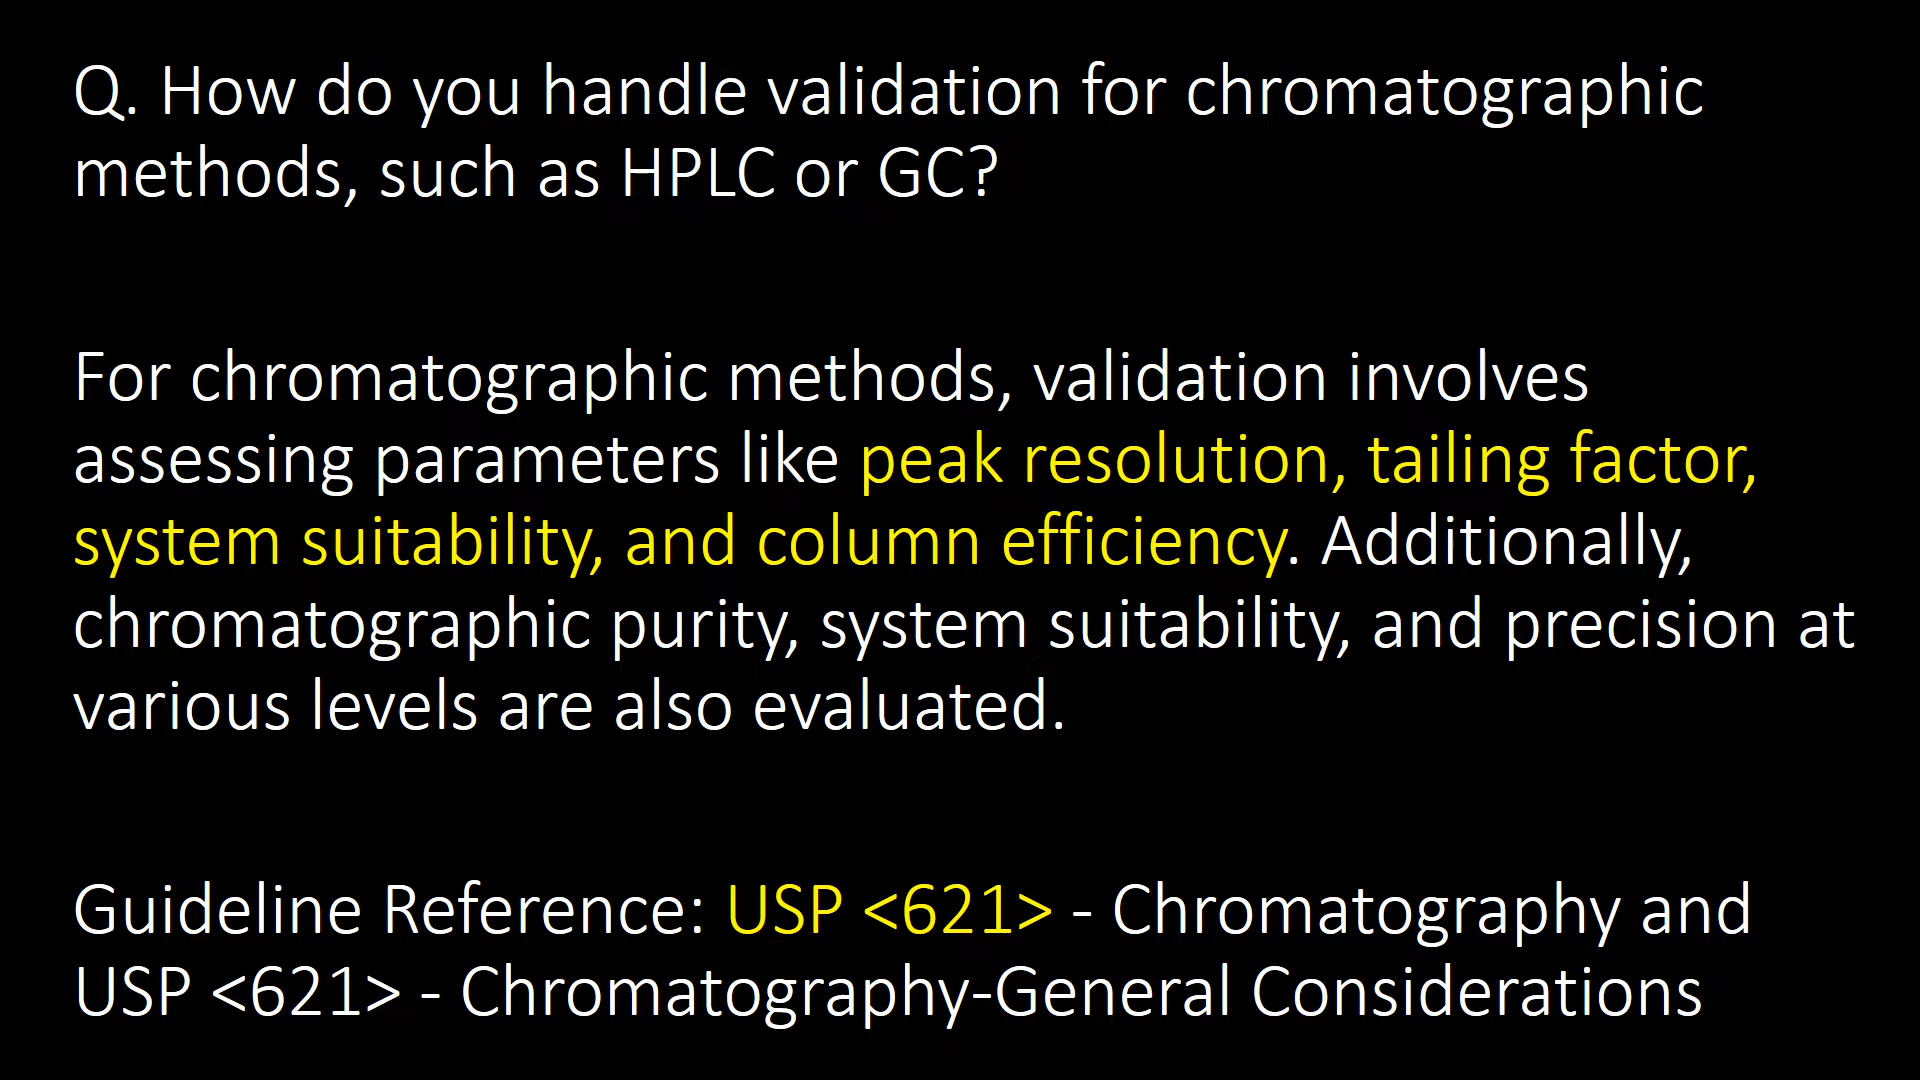 Q. How do you handle validation for chromatographic
methods, such as HPLC or GC?
For chromatographic methods, validation involves
assessing parameters like peak resolution, tailing factor,
system suitability, and column efficiency. Additionally,
chromatographic purity, system suitability, and precision at
various levels are also evaluated.
Guideline Reference: USP <621> - Chromatography and
USP <621> - Chromatography-General Considerations